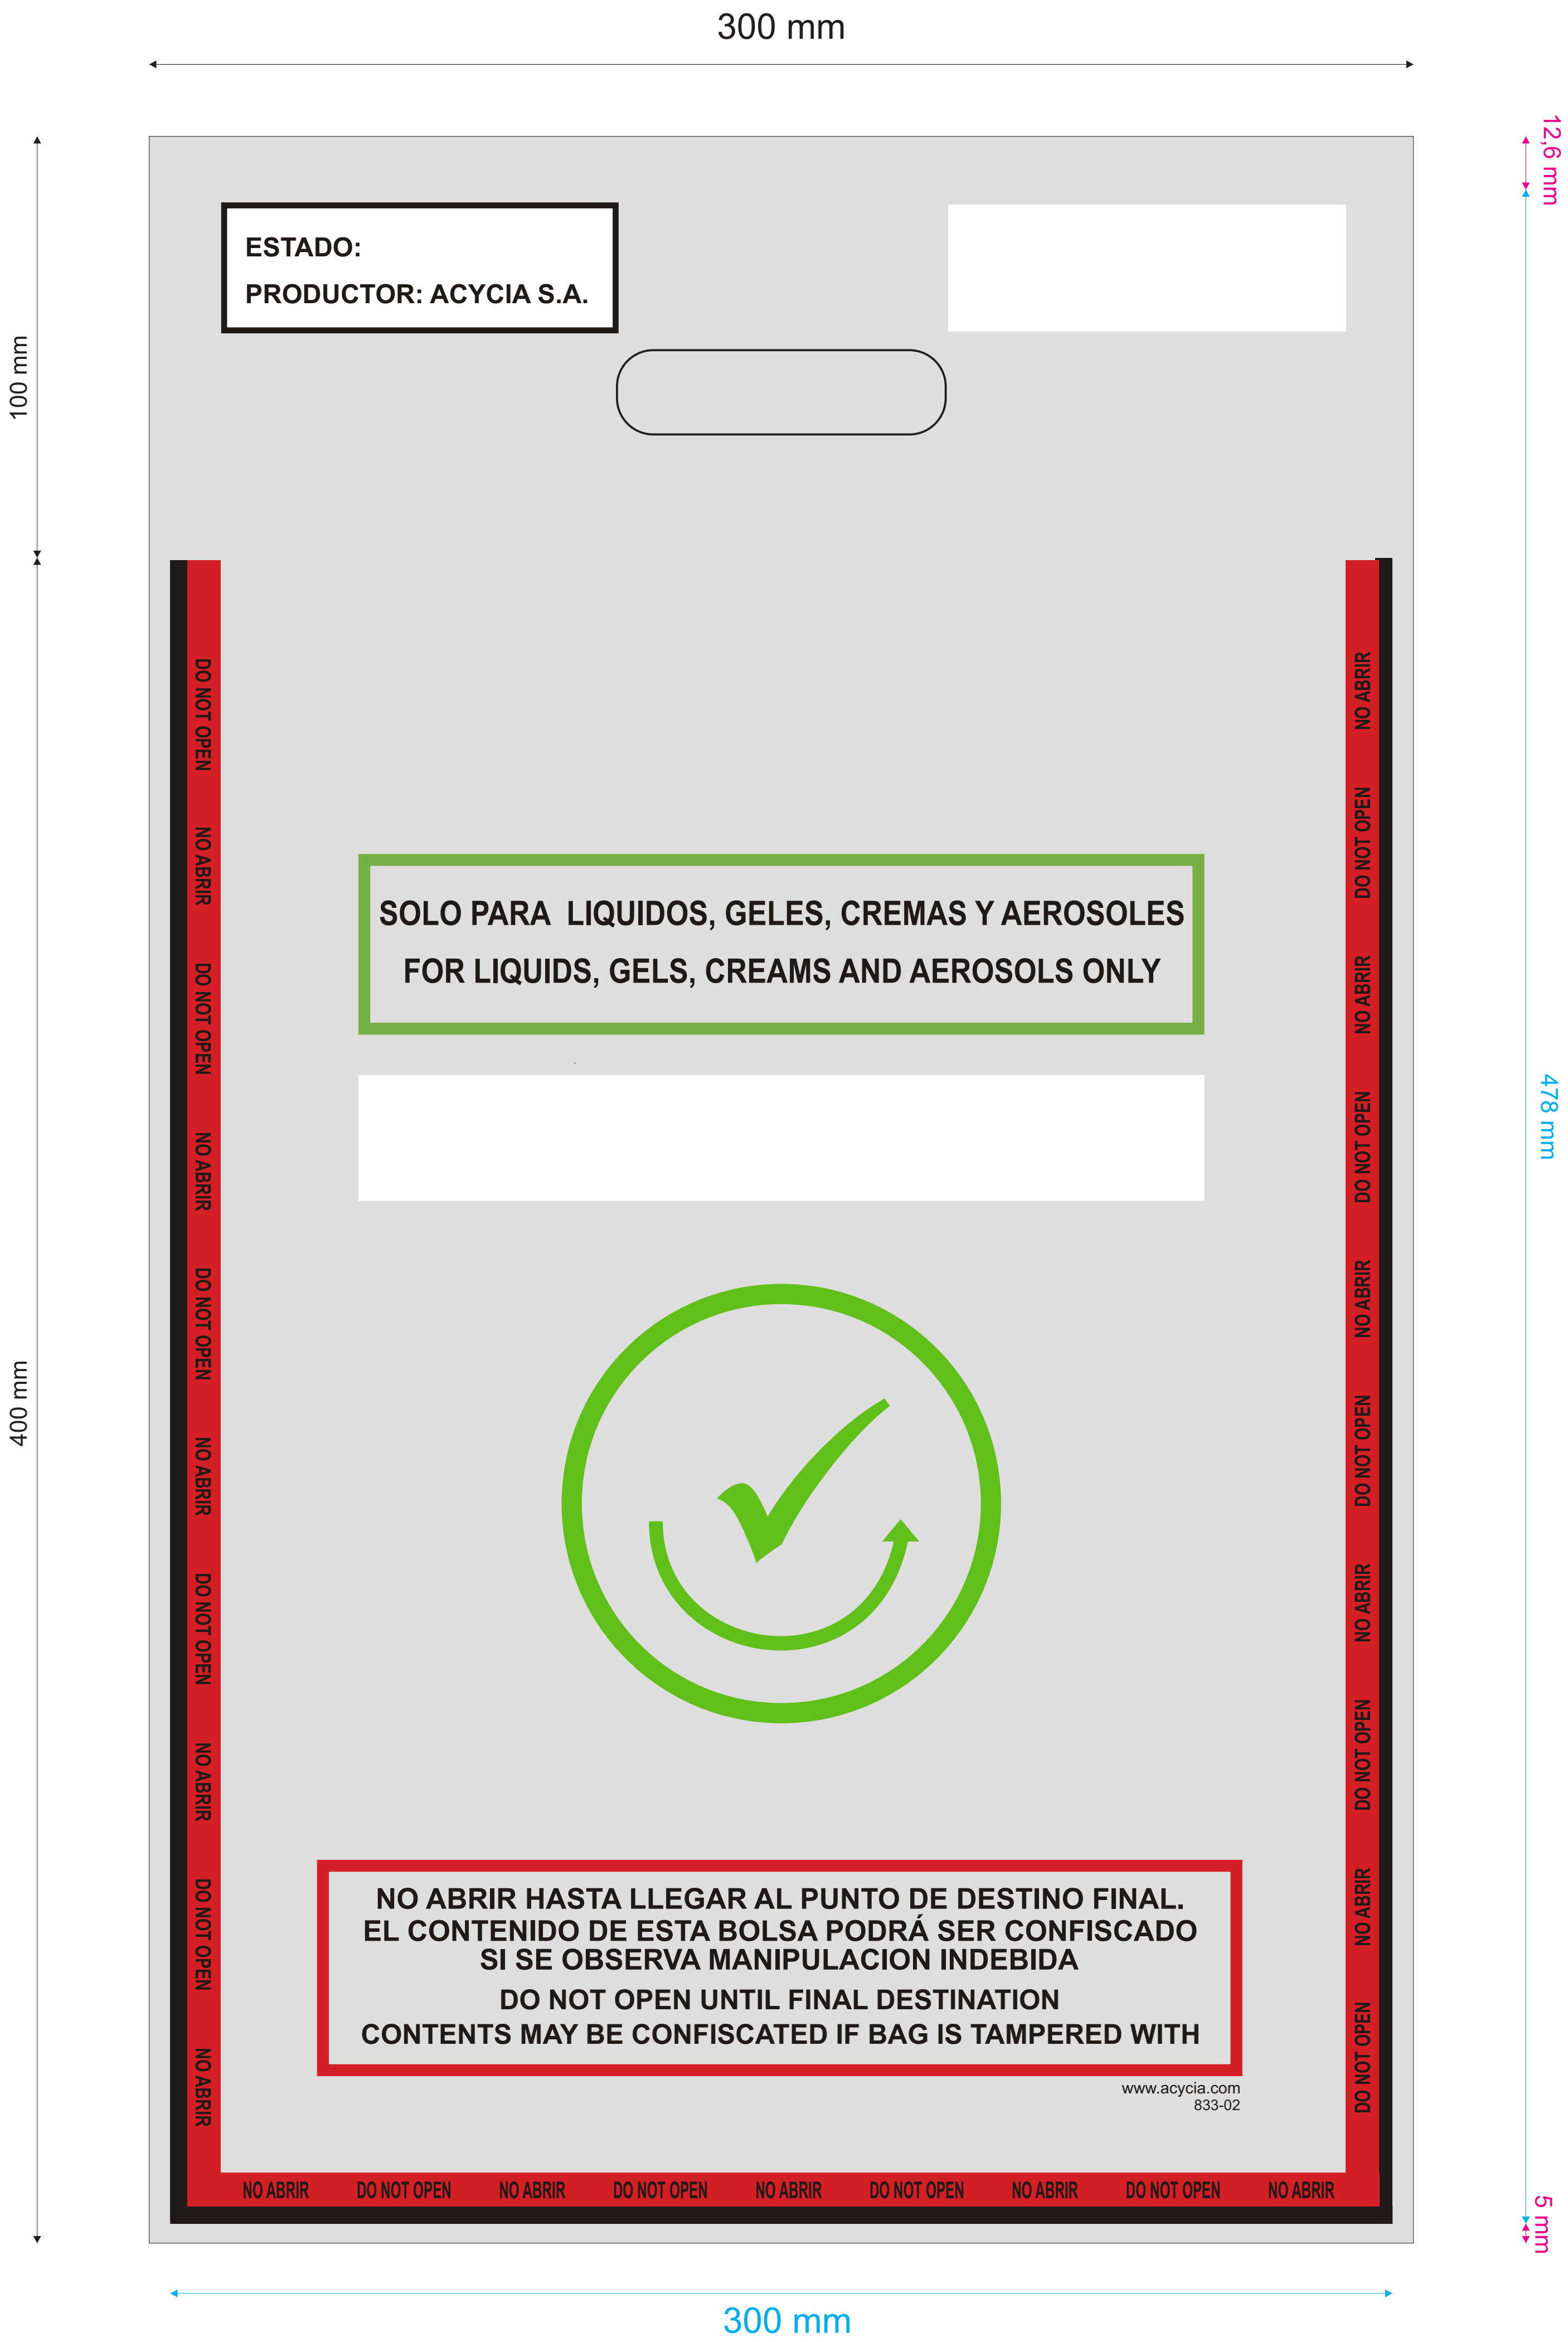 300 mm
12,6 mm
ESTADO:
PRODUCTOR: ACYCIA S.A.
100 mm
DO NOT OPEN NO ABRIR DO NOT OPEN NO ABRIR DO NOT OPEN NO ABRIR DO NOT OPEN NO ABRIR DO NOT OPEN NO ABRIR
SOLO PARA LIQUIDOS, GELES, CREMAS Y AEROSOLES
FOR LIQUIDS, GELS, CREAMS AND AEROSOLS ONLY
DO NOT OPEN NO ABRIR DO NOT OPEN NO ABRIR DO NOT OPEN NO ABRIR DO NOT OPEN NO ABRIR DO NOT OPEN NO ABRIR
478 mm
400 mm
NO ABRIR HASTA LLEGAR AL PUNTO DE DESTINO FINAL.
EL CONTENIDO DE ESTA BOLSA PODRÁ SER CONFISCADO
SI SE OBSERVA MANIPULACION INDEBIDA
DO NOT OPEN UNTIL FINAL DESTINATION
CONTENTS MAY BE CONFISCATED IF BAG IS TAMPERED WITH
www.acycia.com
833-02
NO ABRIR DO NOT OPEN NO ABRIR DO NOT OPEN NO ABRIR DO NOT OPEN NO ABRIR DO NOT OPEN NO ABRIR
5 mm
300 mm